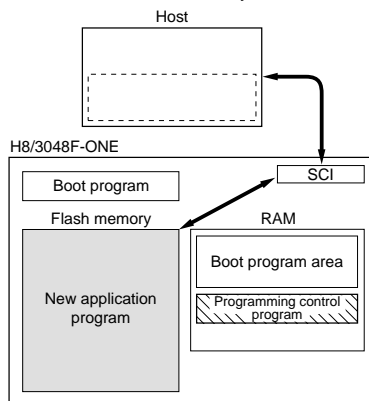 Host
H8/3048F-ONE
SCI
Boot program
Flash memory
RAM
Boot program area
New application
program
Programming control
program